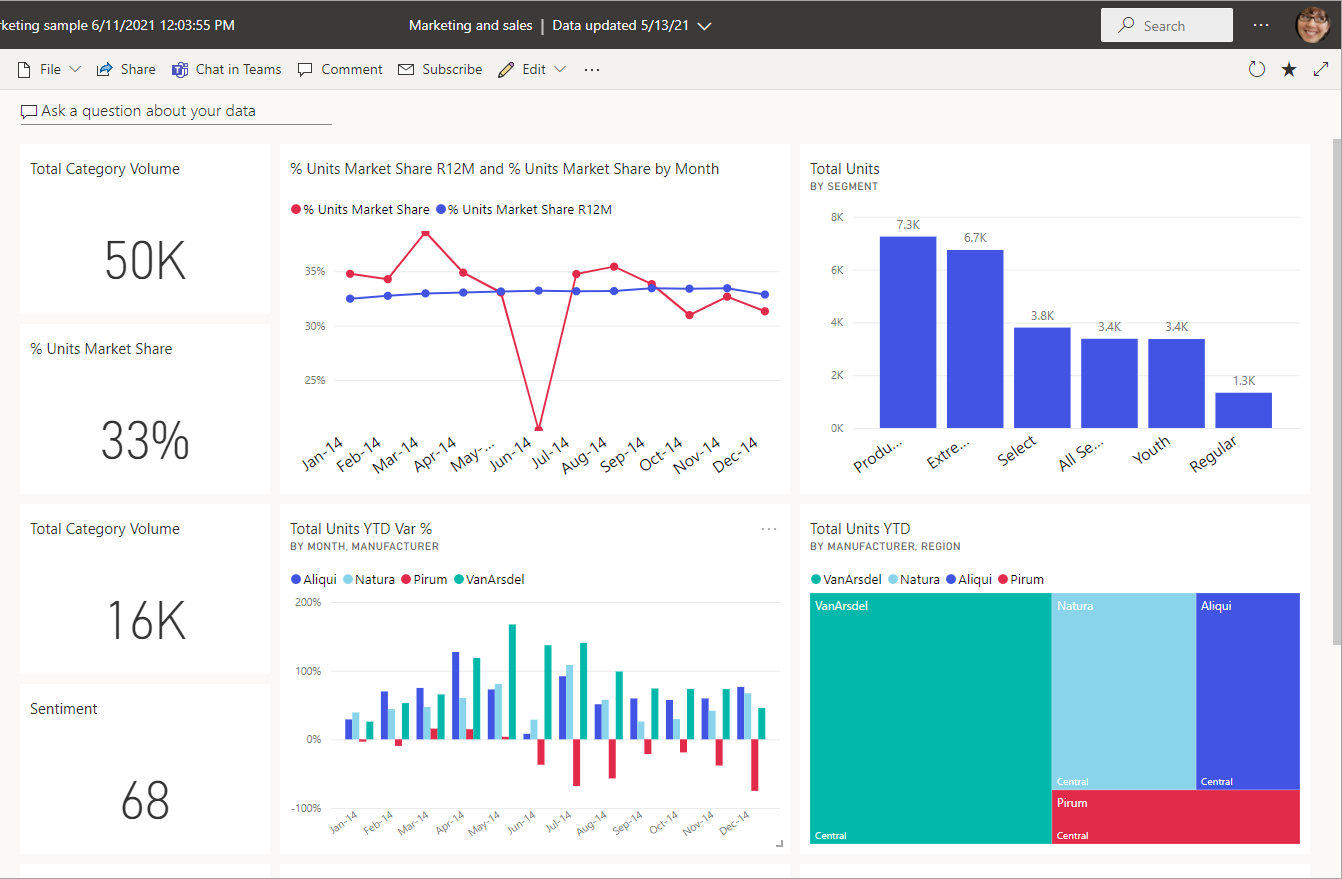 rketing sample 6/11/2021 12:03:55 PM
Marketing and sales | Data updated 5/13/21
Search
File Share Chat in Teams Comment Subscribe Edit
Ask a question about your data
Total Category Volume
50K
% Units Market Share
33%
Total Category Volume
16K
Sentiment
68
% Units Market Share R12M and % Units Market Share by Month
% Units Market Share % Units Market Share R12M
35%
30%
25%
Jan-14 Feb-14 Mar-14 Apr-14 May-... Jun-14 Jul-14 Aug-14 Sep-14 Oct-14 Nov-14 Dec-14
Total Units
BY SEGMENT
8K
7.3K
6.7K
6K
4K
3.8K
3.4K
3.4K
2K
1.3K
0K
Produ... Extre... Select All Se... Youth Regular
Total Units YTD Var %
BY MONTH, MANUFACTURER
Aliqui Natura Pirum VanArsdel
200%
100%
0%
-100%
Jan-14 Feb-14 Mar-14 Apr-14 May-14 Jun-14 Jul-14 Aug-14 Sep-14 Oct-14 Nov-14 Dec-14
Total Units YTD
BY MANUFACTURER, REGION
VanArsdel Natura Aliqui Pirum
VanArsdel
Central
Natura
Central
Aliqui
Central
Pirum
Central